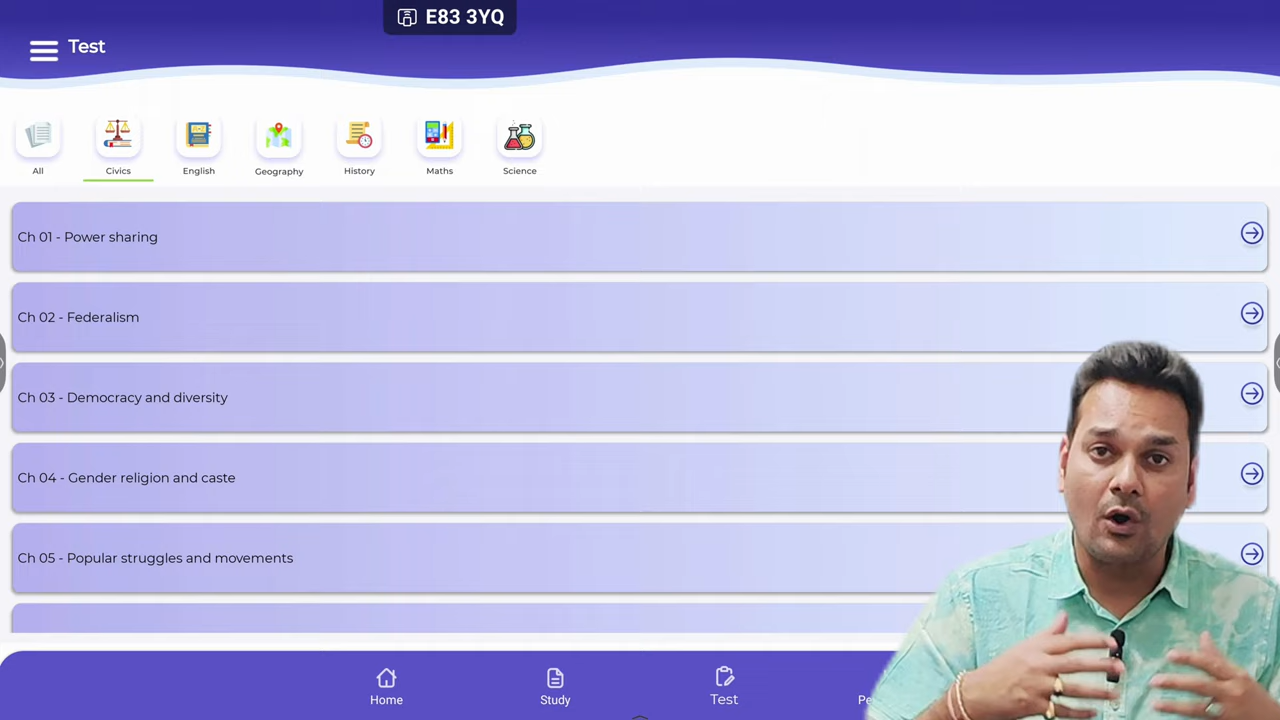 E83 3YQ
Test
All
Civics
English
Geography
History
Maths
Science
Ch 01 - Power sharing
Ch 02 - Federalism
Ch 03 - Democracy and diversity
Ch 04 - Gender religion and caste
Ch 05 - Popular struggles and movements
Home
Study
Test